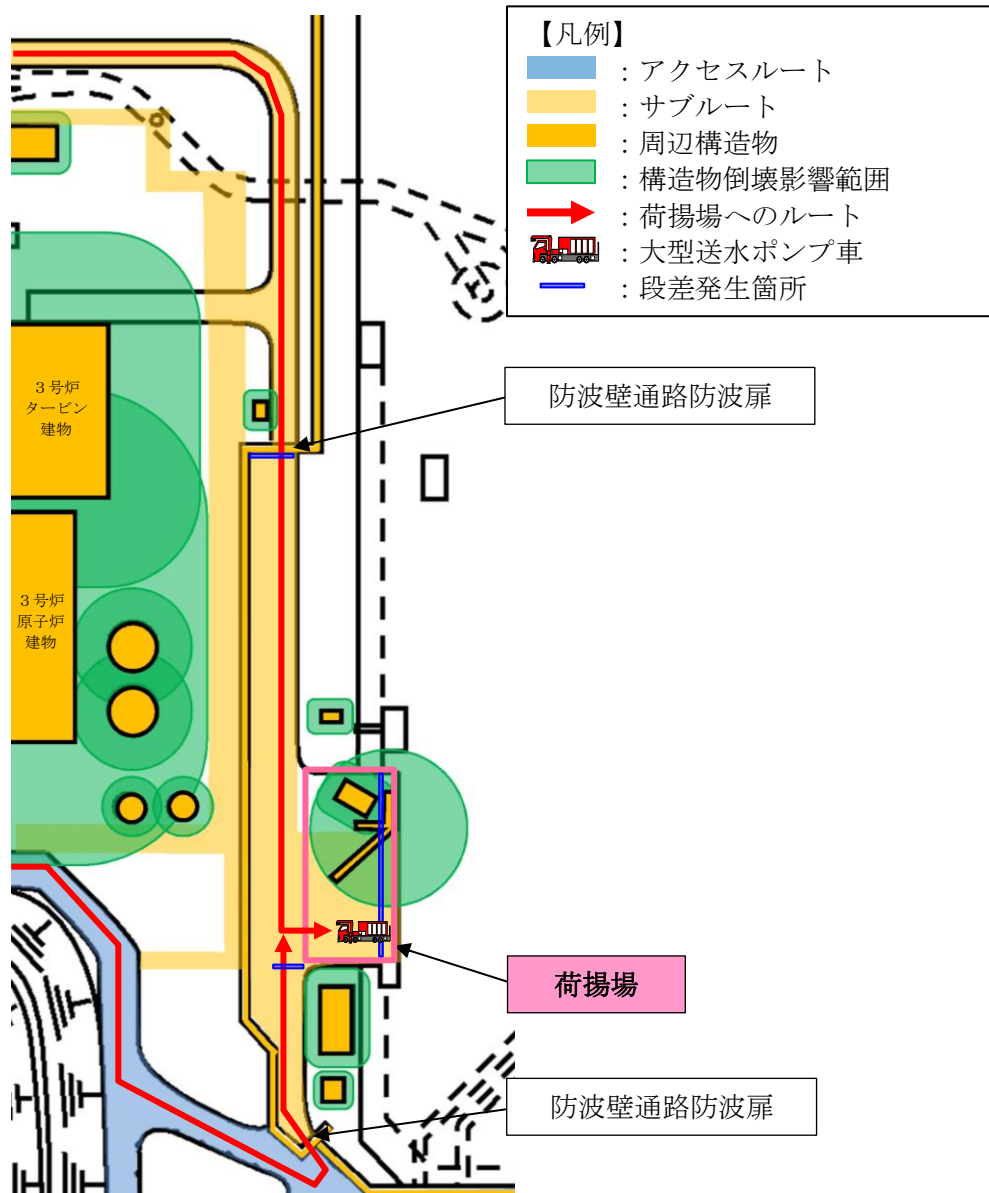 【凡例】
：アクセスルート
：サブルート
：周辺構造物
：構造物倒壊影響範囲
：荷揚場へのルート
：大型送水ポンプ車
：段差発生箇所
防波壁通路防波扉
３号炉
タービン
建物
３号炉
原子炉
建物
荷揚場
防波壁通路防波扉